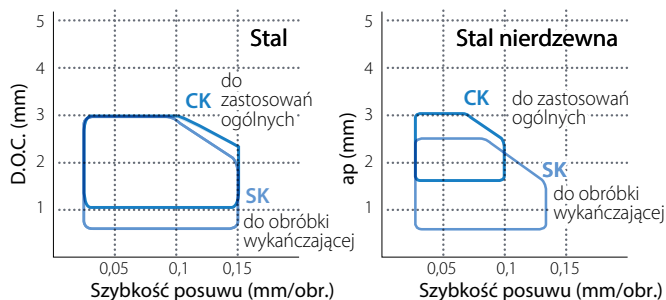 Stal
5
4
3
2
1
D.O.C. (mm)
CK
do
zastosowań
ogólnych
SK
do obróbki
wykańczającej
0,05
0,1
0,15
Szybkość posuwu (mm/obr.)
Stal nierdzewna
5
4
3
2
1
ap (mm)
CK
do zastosowań
ogólnych
SK
do obróbki
wykańczającej
0,05
0,1
0,15
Szybkość posuwu (mm/obr.)